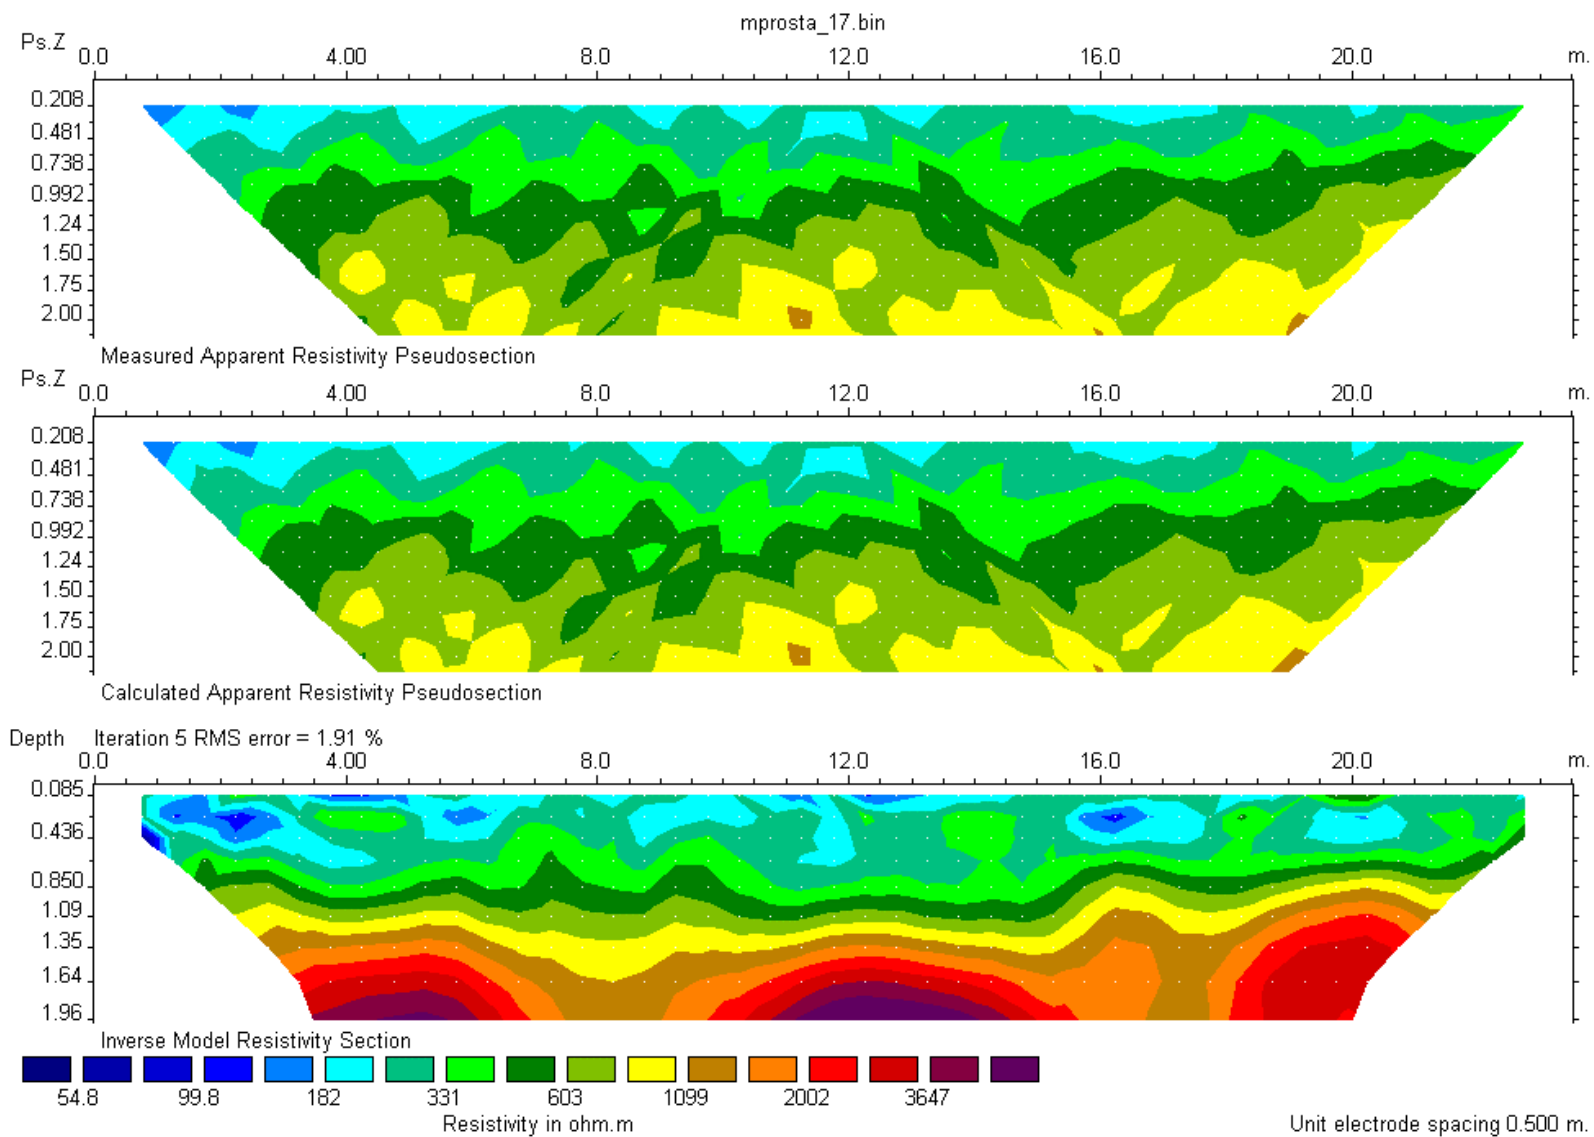 mprosta_17.bin
Ps.Z
0.0 4.00 8.0 12.0 16.0 20.0 m.
0.208
0.481
0.738
0.992
1.24
1.50
1.75
2.00
Measured Apparent Resistivity Pseudosection
Ps.Z
0.0 4.00 8.0 12.0 16.0 20.0 m.
0.208
0.481
0.738
0.992
1.24
1.50
1.75
2.00
Calculated Apparent Resistivity Pseudosection
Depth Iteration 5 RMS error = 1.91 %
0.0 4.00 8.0 12.0 16.0 20.0 m.
0.085
0.436
0.850
1.09
1.35
1.64
1.96
Inverse Model Resistivity Section
54.8 99.8 182 331 603 1099 2002 3647
Resistivity in ohm.m Unit electrode spacing 0.500 m.